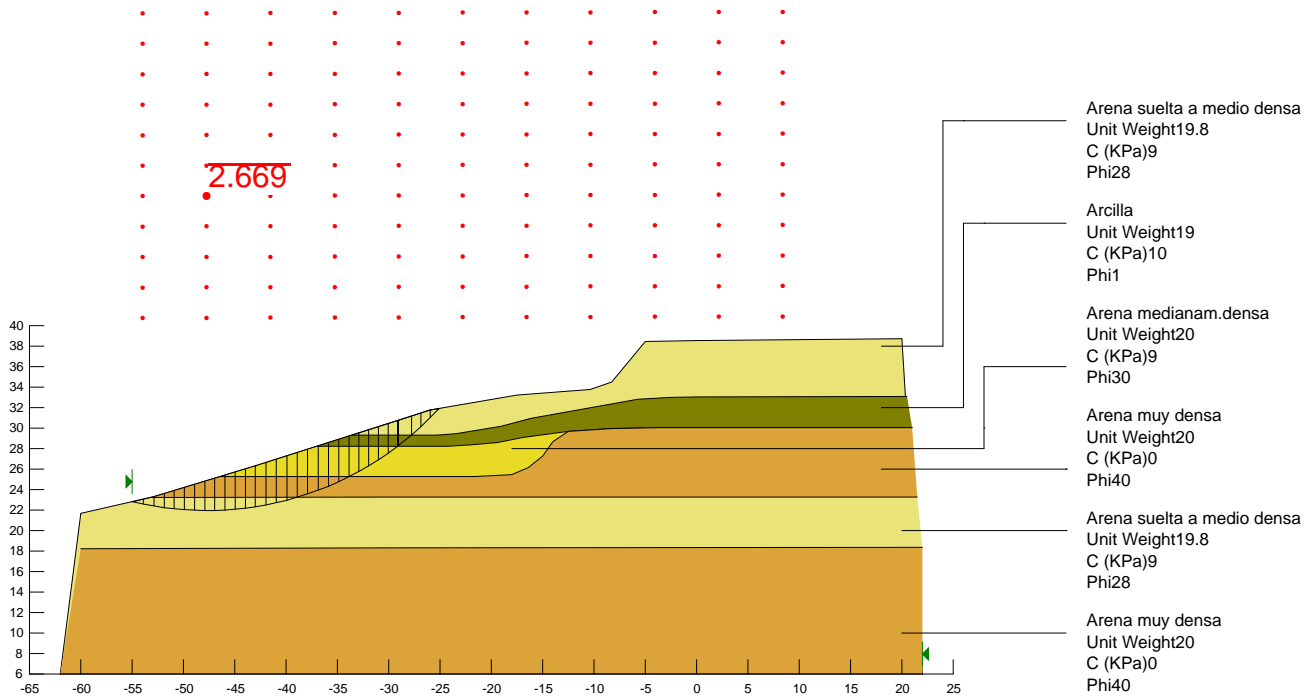 2.669
Arena suelta a medio densa
Unit Weight19.8
C (KPa)9
Phi28
Arcilla
Unit Weight19
C (KPa)10
Phi1
Arena medianam.densa
Unit Weight20
C (KPa)9
Phi30
Arena muy densa
Unit Weight20
C (KPa)0
Phi40
Arena suelta a medio densa
Unit Weight19.8
C (KPa)9
Phi28
Arena muy densa
Unit Weight20
C (KPa)0
Phi40
40
38
36
34
32
30
28
26
24
22
20
18
16
14
12
10
8
6
-65 -60 -55 -50 -45 -40 -35 -30 -25 -20 -15 -10 -5 0 5 10 15 20 25